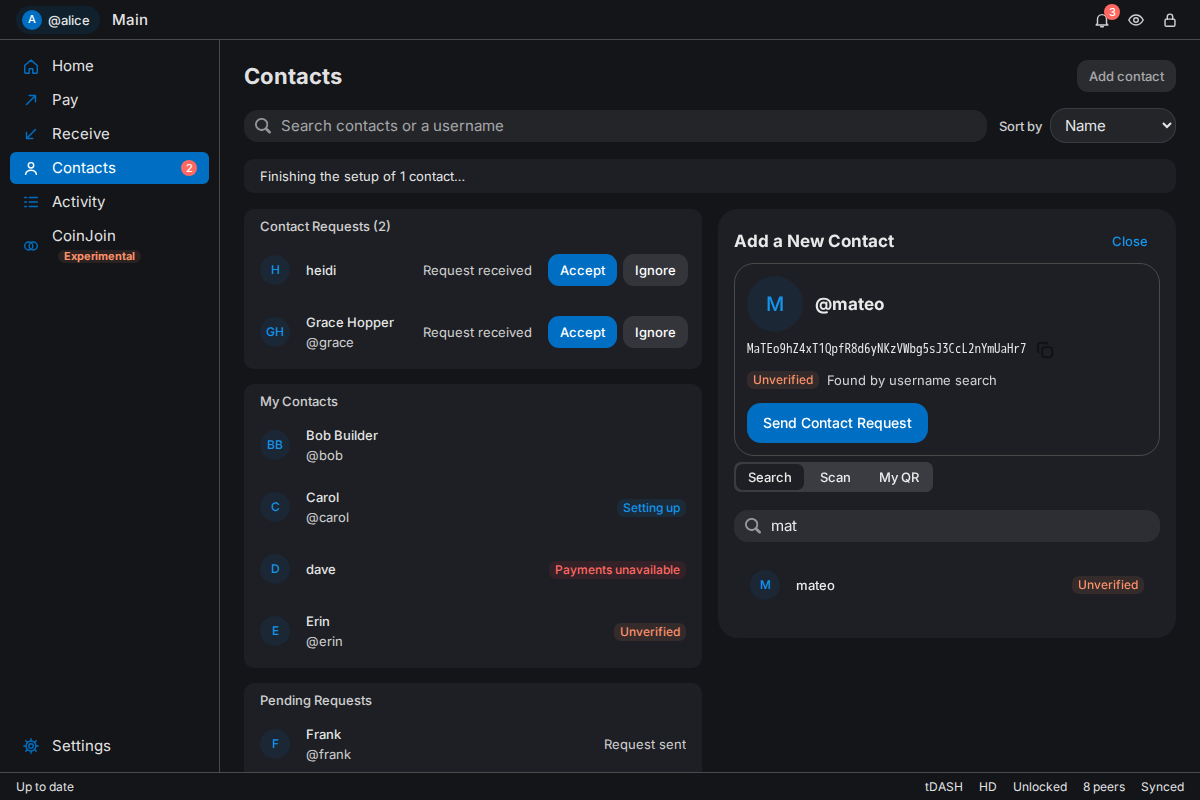 A @alice Main 3
Home
Pay
Receive
Contacts 2
Activity
CoinJoin
Experimental
Settings
Contacts
Add contact
Search contacts or a username
Sort by Name
Finishing the setup of 1 contact...
Contact Requests (2)
H heidi Request received Accept Ignore
GH Grace Hopper
@grace
Request received Accept Ignore
My Contacts
BB Bob Builder
@bob
C Carol
@carol
Setting up
D dave Payments unavailable
E Erin
@erin
Unverified
Pending Requests
F Frank
@frank
Request sent
Add a New Contact Close
M @mateo
MaTEo9hZ4xT1QpfR8d6yNKzVWbg5sJ3CcL2nYmUaHr7
Unverified Found by username search
Send Contact Request
Search Scan My QR
mat
M mateo Unverified
Up to date tDASH HD Unlocked 8 peers Synced